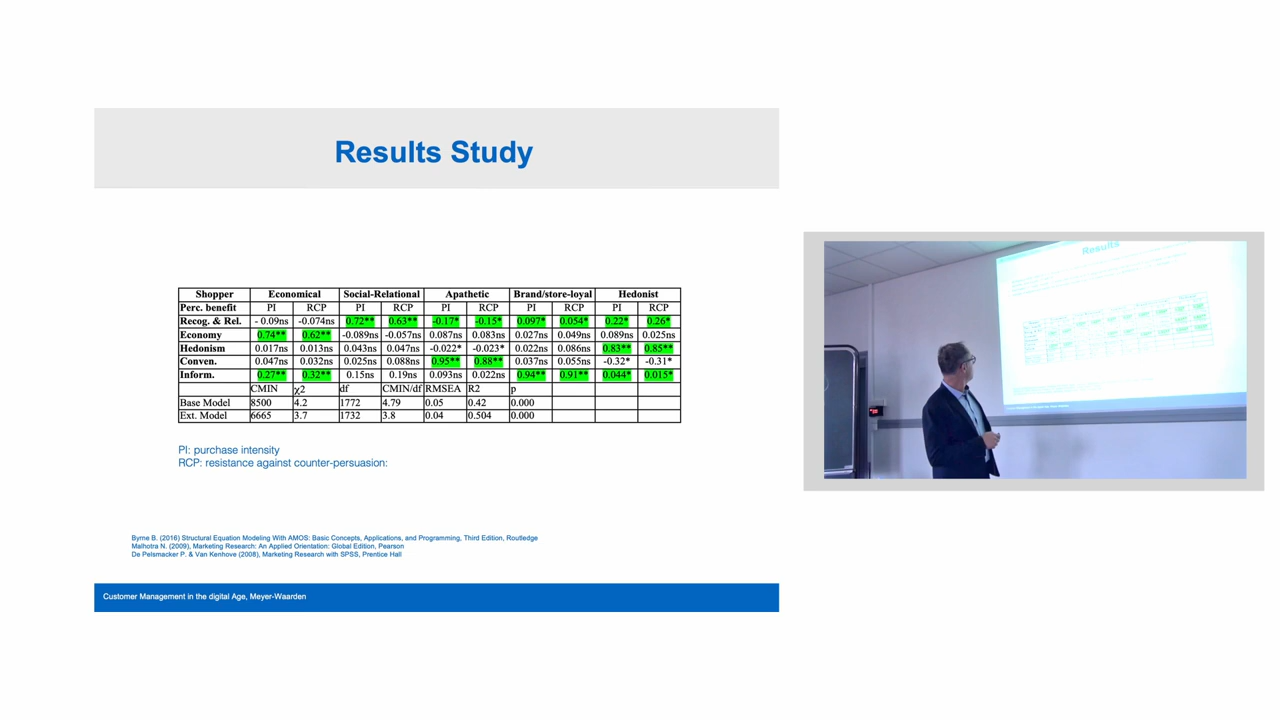 Results Study
Shopper Economical Social-Relational Apathetic Brand/store-loyal Hedonist
Perc. benefit PI RCP PI RCP PI RCP PI RCP PI RCP
Recog. & Rel. - 0.09ns -0.074ns 0.72** 0.63** -0.17* -0.15* 0.097* 0.054* 0.22* 0.26*
Economy 0.74** 0.62** -0.089ns -0.057ns 0.087ns 0.083ns 0.027ns 0.049ns 0.089ns 0.025ns
Hedonism 0.017ns 0.013ns 0.043ns 0.047ns -0.022* -0.023* 0.022ns 0.086ns 0.83** 0.85**
Conven. 0.047ns 0.032ns 0.025ns 0.088ns 0.95** 0.88** 0.037ns 0.055ns -0.32* -0.31*
Inform. 0.27** 0.32** 0.15ns 0.19ns 0.093ns 0.022ns 0.94** 0.91** 0.044* 0.015*
CMIN χ2 df CMIN/df RMSEA R2 p
Base Model 8500 4.2 1772 4.79 0.05 0.42 0.000
Ext. Model 6665 3.7 1732 3.8 0.04 0.504 0.000
PI: purchase intensity
RCP: resistance against counter-persuasion:
Byrne B. (2016) Structural Equation Modeling With AMOS: Basic Concepts, Applications, and Programming, Third Edition, Routledge
Malhotra N. (2009), Marketing Research: An Applied Orientation: Global Edition, Pearson
De Pelsmacker P. & Van Kenhove (2008), Marketing Research with SPSS, Prentice Hall
Customer Management in the digital Age, Meyer-Waarden
Results